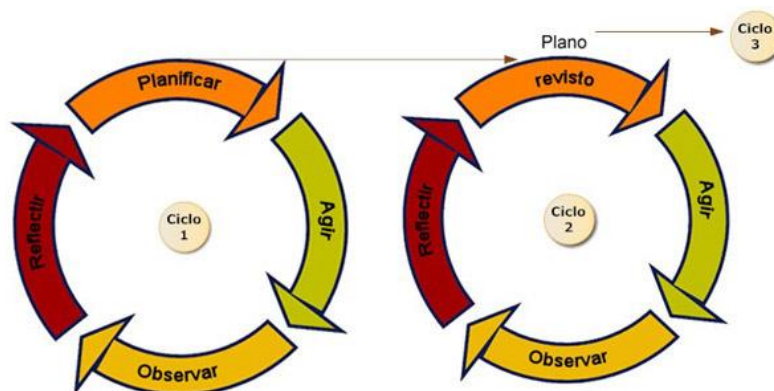 Planificar
Agir
Observar
Reflectir
Ciclo
1
Plano
revisto
Agir
Observar
Reflectir
Ciclo
2
Ciclo
3